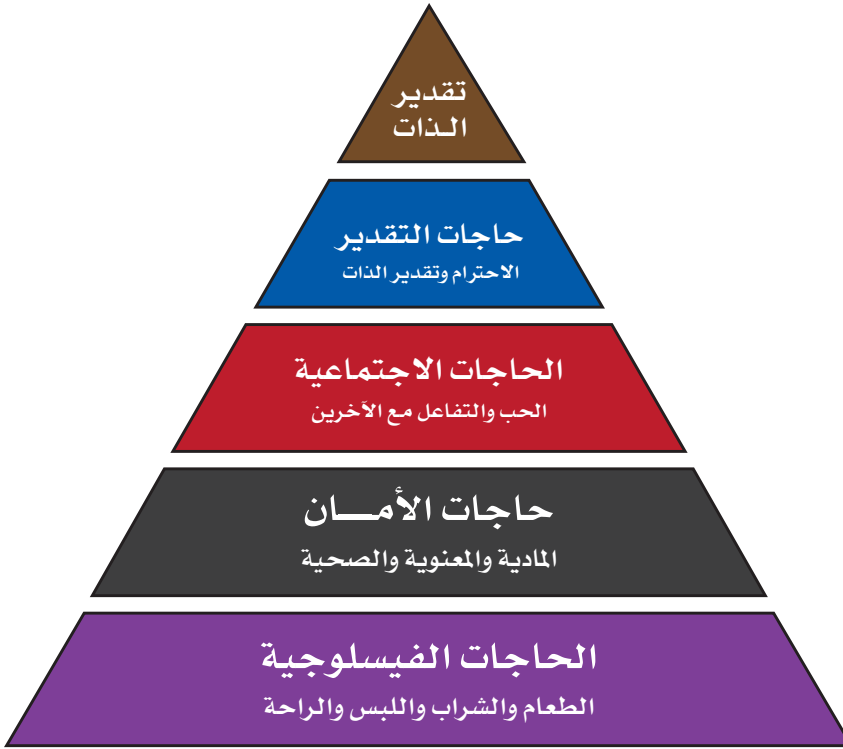 تقدير
الـذات
حاجات التقدير
الاحترام وتقدير الذات
الحاجات الاجتماعية
الحب والتفاعل مع الآخرين
حاجات الأمـــان
المادية والمعنوية والصحية
الحاجات الفيسلوجية
الطعام والشراب واللبس والراحة